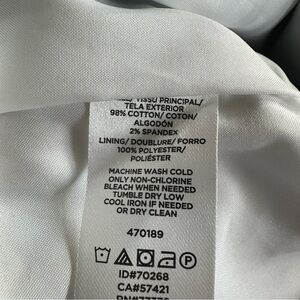 TISSU PRINCIPAL/
TELA EXTERIOR
98% COTTON/ COTON/
ALGODÓN
2% SPANDEX
LINING/ DOUBLURE/ FORRO
100% POLYESTER/
POLIÉSTER
MACHINE WASH COLD
ONLY NON-CHLORINE
BLEACH WHEN NEEDED
TUMBLE DRY LOW
COOL IRON IF NEEDED
OR DRY CLEAN
470189
ID#70268
CA#57421